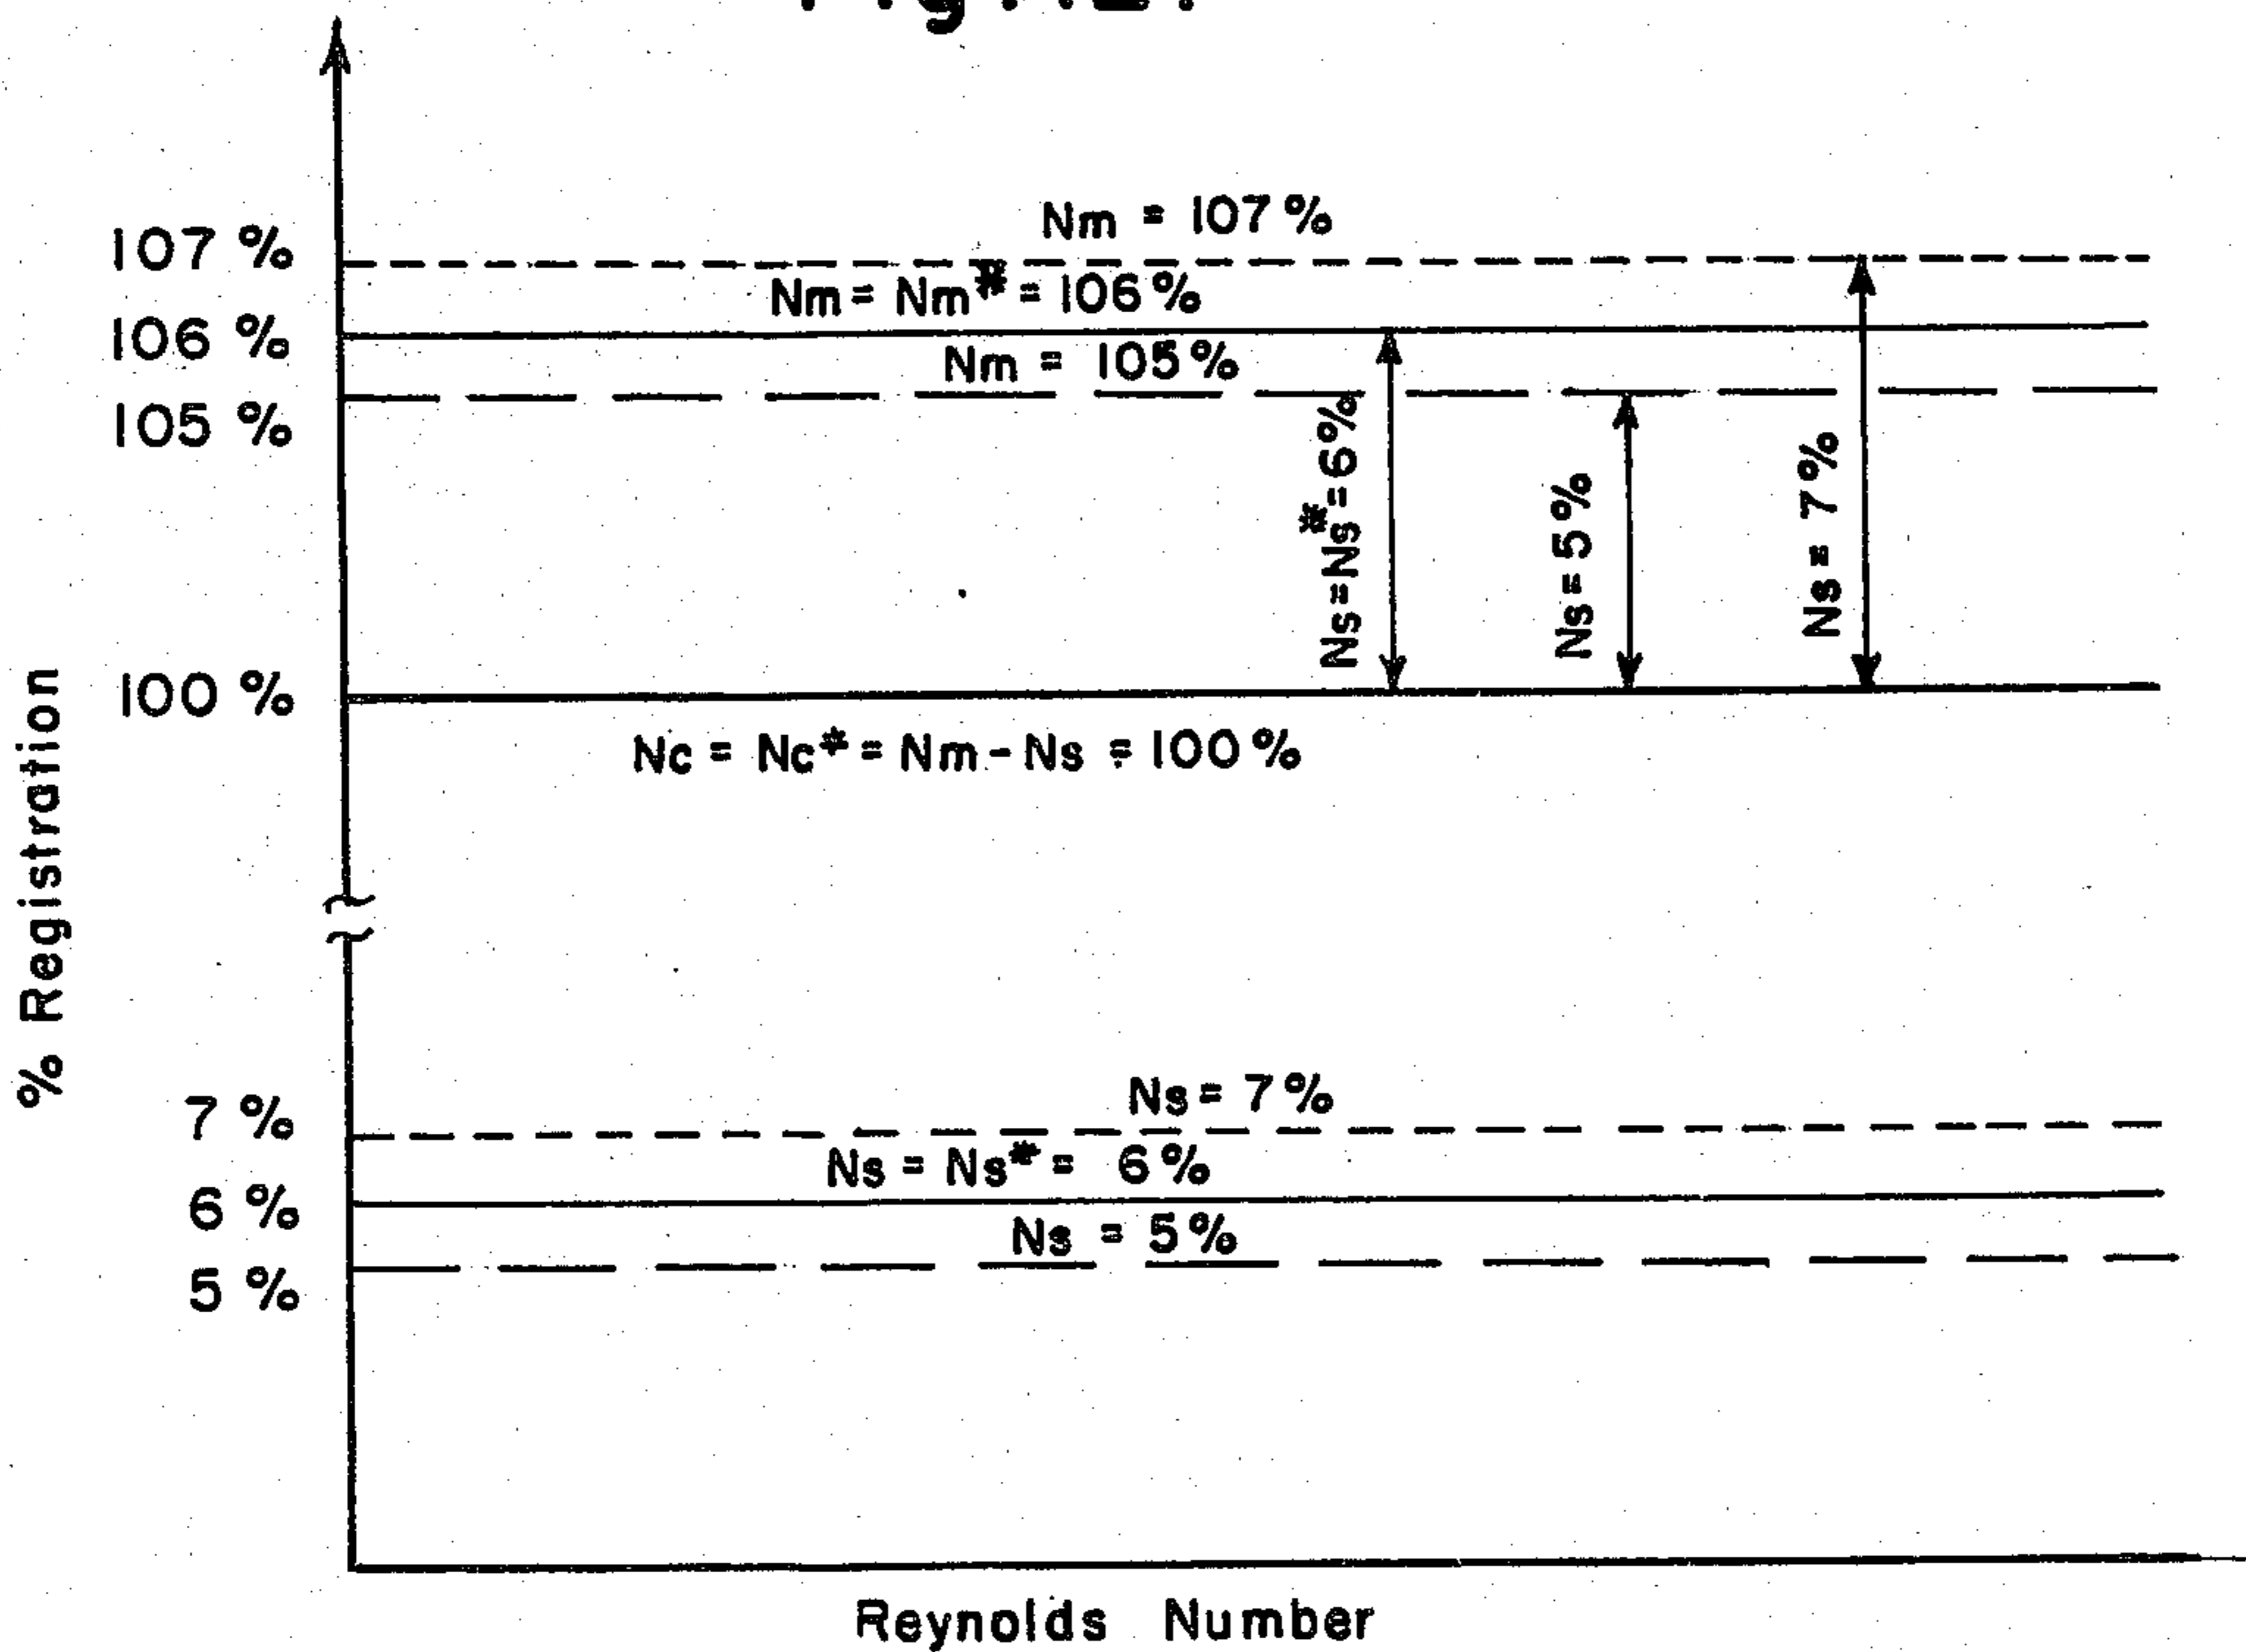 Nm = 107%
107%
Nm = Nm* = 106%
106%
Nm = 105%
105%
Ns=Ns*=6%
Ns=5%
Ns= 7%
100%
Nc = Nc* = Nm - Ns = 100%
% Registration
Ns= 7%
7%
Ns = Ns* = 6%
6%
Ns = 5%
5%
Reynolds Number